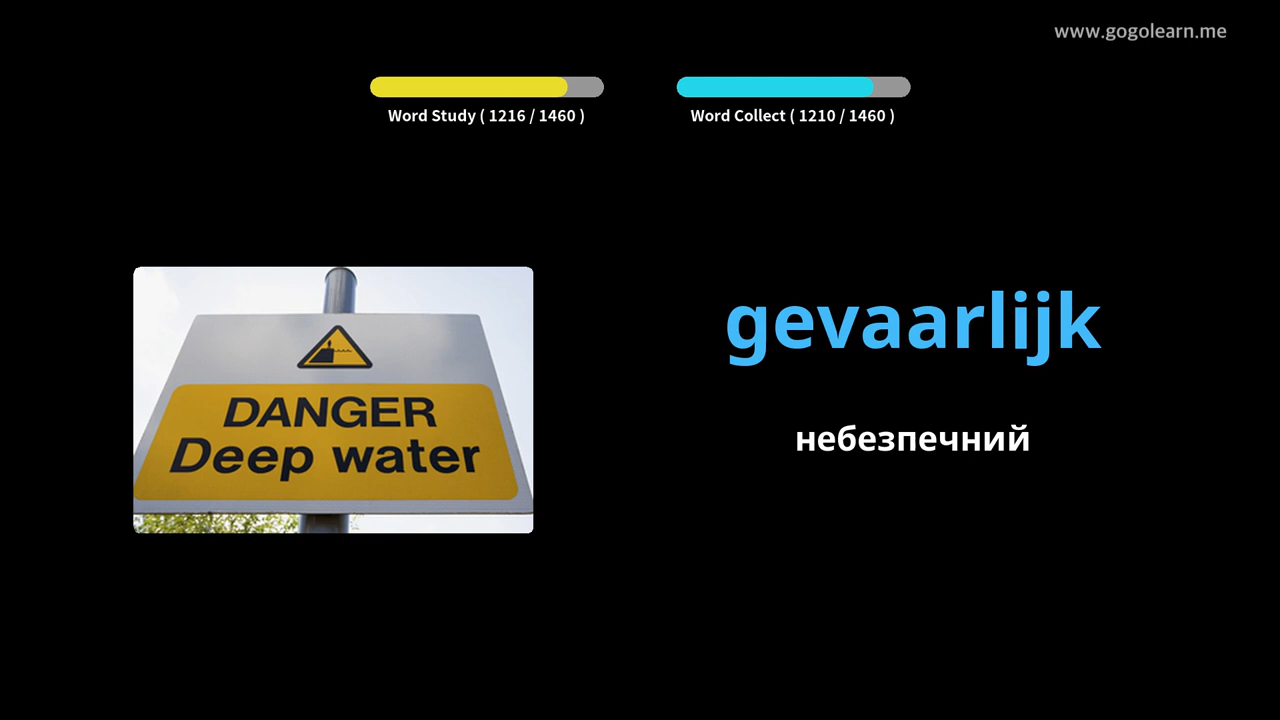 www.gogolearn.me
Word Study ( 1216 / 1460 )
Word Collect ( 1210 / 1460 )
DANGER
Deep water
gevaarlijk
небезпечний